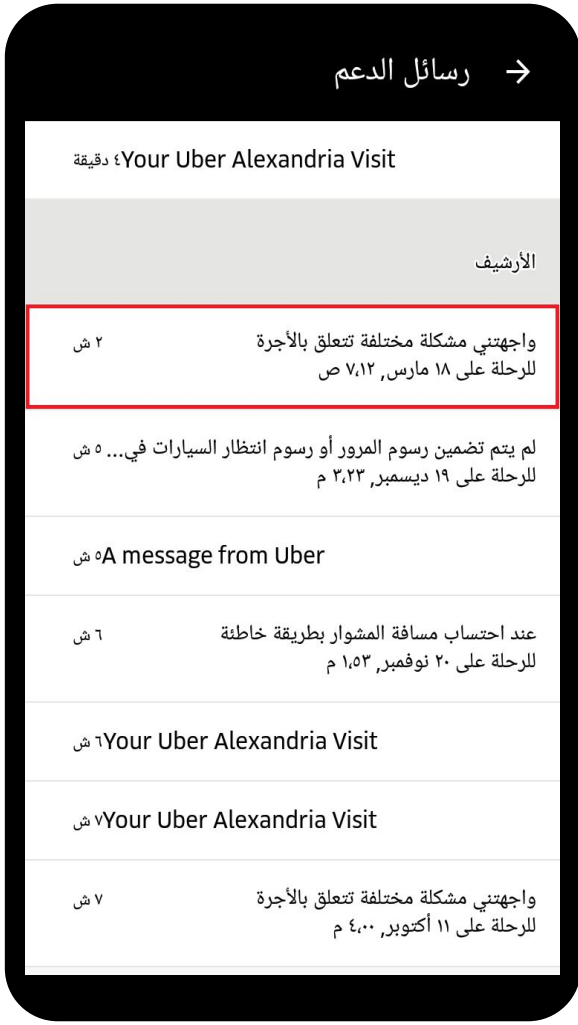 رسائل الدعم
Your Uber Alexandria Visit ٤ دقيقة
الأرشيف
واجهتني مشكلة مختلفة تتعلق بالأجرة ٢ ش
للرحلة على ١٨ مارس, ٧،١٢ ص
لم يتم تضمين رسوم المرور أو رسوم انتظار السيارات في... ٥ ش
للرحلة على ١٩ ديسمبر, ٣،٢٣ م
A message from Uber ٥ ش
عند احتساب مسافة المشوار بطريقة خاطئة ٦ ش
للرحلة على ٢٠ نوفمبر, ١،٥٣ م
Your Uber Alexandria Visit ٦ ش
Your Uber Alexandria Visit ٧ ش
واجهتني مشكلة مختلفة تتعلق بالأجرة ٧ ش
للرحلة على ١١ أكتوبر, ٤،٠٠ م